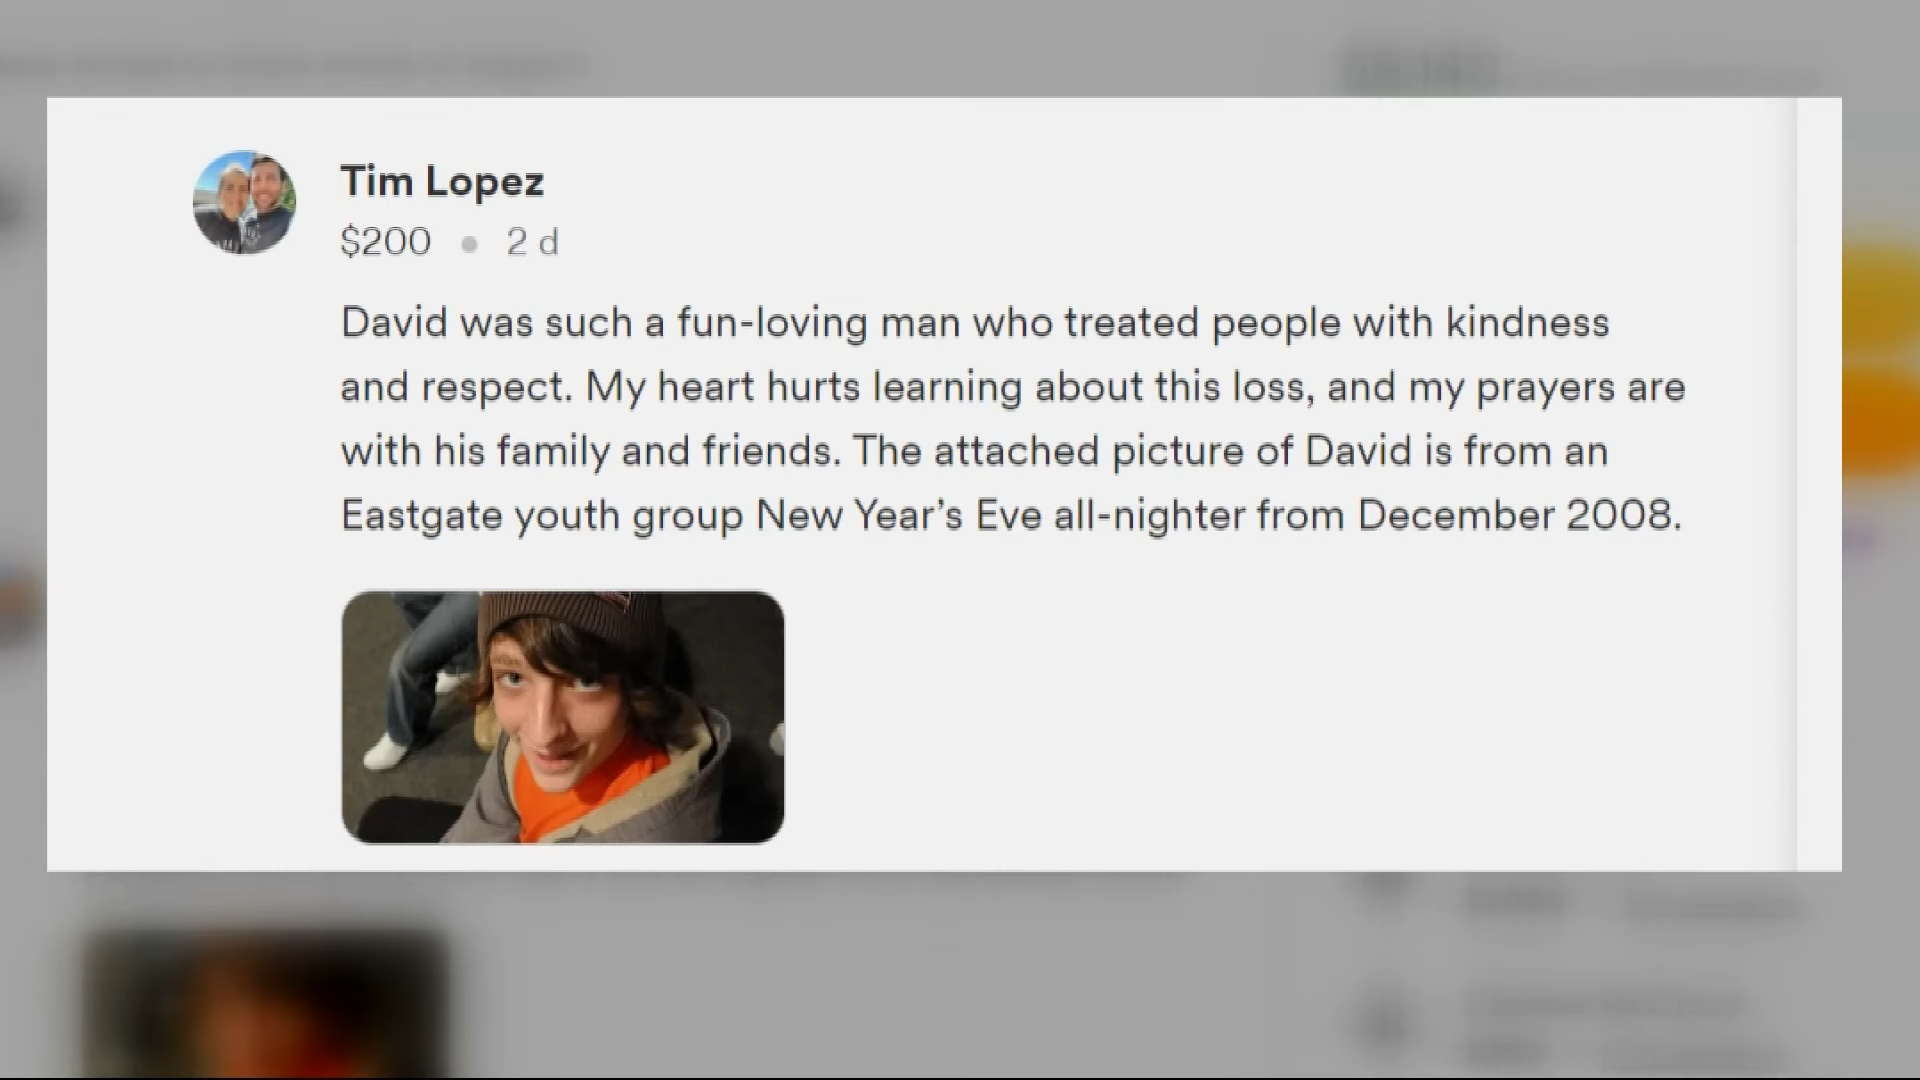 Tim Lopez
$200 • 2 d
David was such a fun-loving man who treated people with kindness
and respect. My heart hurts learning about this loss, and my prayers are
with his family and friends. The attached picture of David is from an
Eastgate youth group New Year’s Eve all-nighter from December 2008.